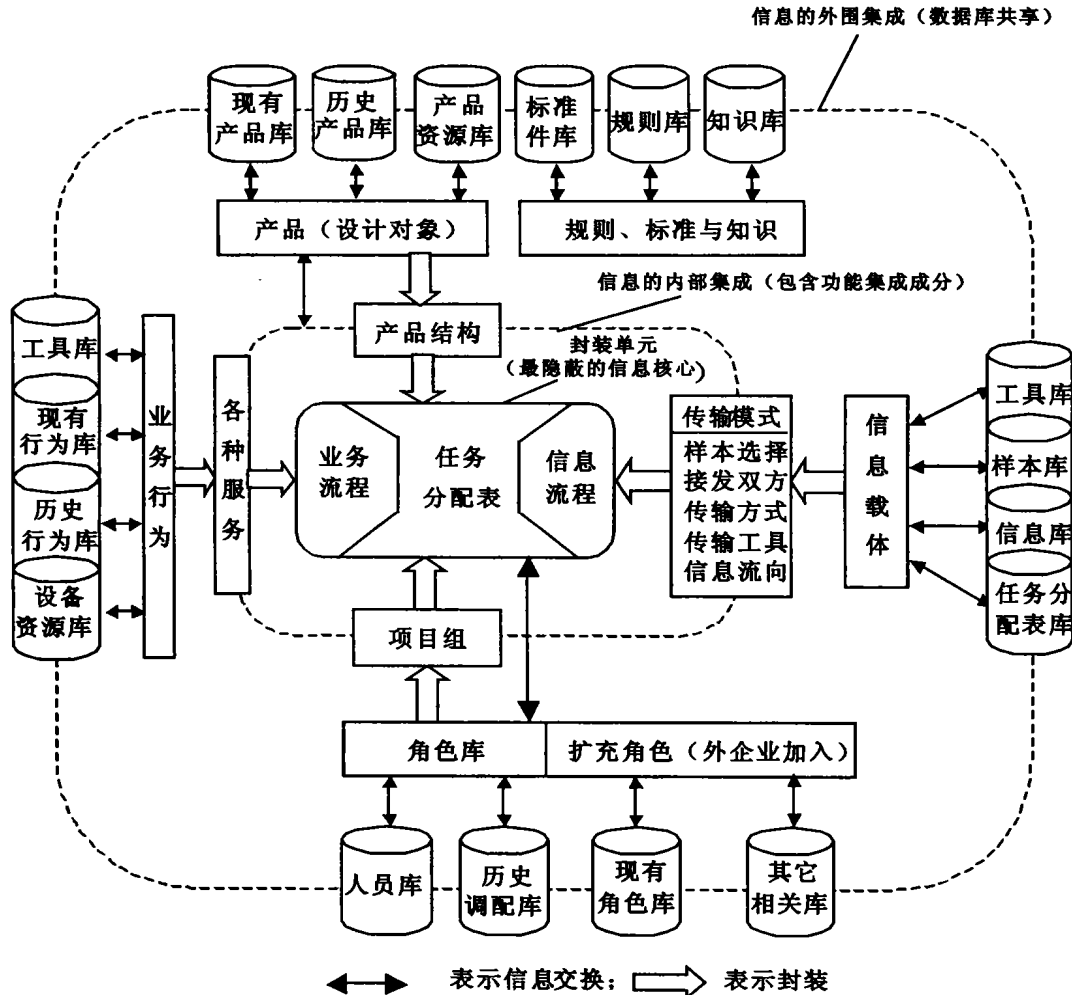 信息的外围集成（数据库共享）
现有
产品库
历史
产品库
产品
资源库
标准
件库
规则库
知识库
产品（设计对象）
规则、标准与知识
信息的内部集成（包含功能集成成分）
产品结构
封装单元
（最隐蔽的信息核心）
工具库
现有
行为库
历史
行为库
设备
资源库
业务行为
各种服务
业务
流程
任务
分配表
信息
流程
传输模式
样本选择
接发双方
传输方式
传输工具
信息流向
信息载体
工具库
样本库
信息库
任务分
配表库
项目组
角色库
扩充角色（外企业加入）
人员库
历史
调配库
现有
角色库
其它
相关库
表示信息交换；
表示封装